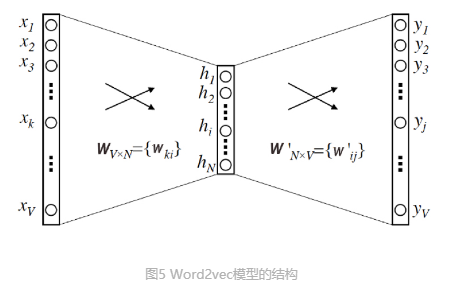 x1
x2
x3
xk
xV
W V×N={wki}
h1
h2
hi
hN
W 'N×V={w 'ij}
y1
y2
y3
yj
yV
图5 Word2vec模型的结构